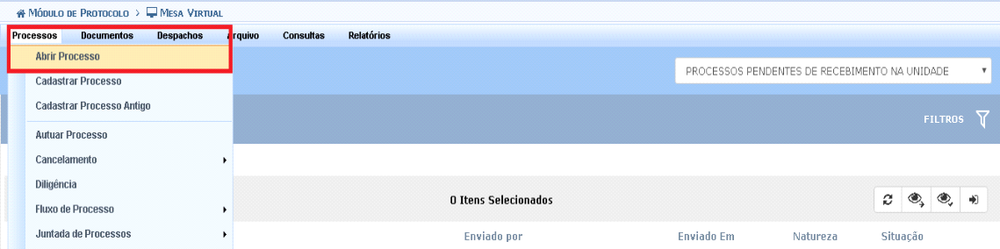 Módulo de Protocolo > Mesa Virtual
Processos Documentos Despachos Arquivo Consultas Relatórios
Abrir Processo
PROCESSOS PENDENTES DE RECEBIMENTO NA UNIDADE
Cadastrar Processo
Cadastrar Processo Antigo
FILTROS
Autuar Processo
Cancelamento
Diligência
0 Itens Selecionados
Fluxo de Processo
Juntada de Processos
Enviado por Enviado Em Natureza Situação